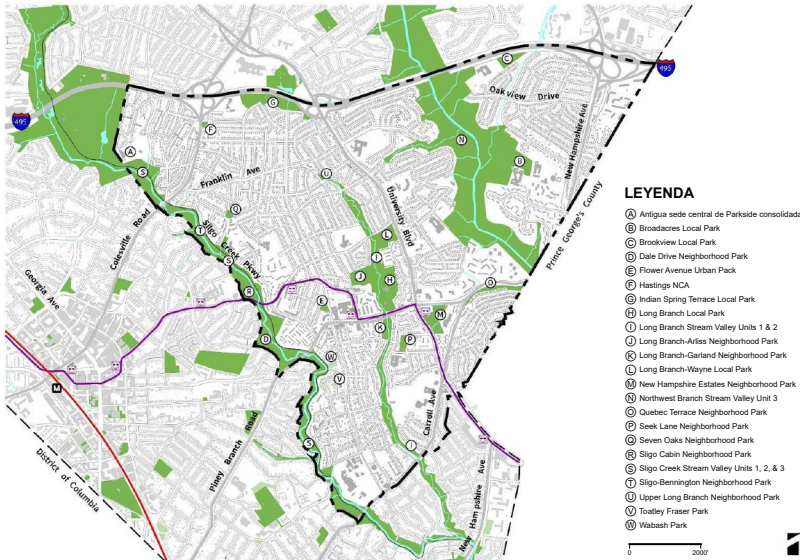 495
C
495
Oak View Drive
G
F
New Hampshire Ave
N
A
B
S
U
Franklin Ave
University Blvd
Prince George's County
Q
Colesville Road
T
Sligo Creek Pkwy
L
S
I
Georgia Ave
J
H
O
R
E
M
K
P
D
W
V
M
Carroll Ave
Piney Branch Road
S
I
District of Columbia
New Hampshire Ave
LEYENDA
A Antigua sede central de Parkside consolidada
B Broadacres Local Park
C Brookview Local Park
D Dale Drive Neighborhood Park
E Flower Avenue Urban Pack
F Hastings NCA
G Indian Spring Terrace Local Park
H Long Branch Local Park
I Long Branch Stream Valley Units 1 & 2
J Long Branch-Arliss Neighborhood Park
K Long Branch-Garland Neighborhood Park
L Long Branch-Wayne Local Park
M New Hampshire Estates Neighborhood Park
N Northwest Branch Stream Valley Unit 3
O Quebec Terrace Neighborhood Park
P Seek Lane Neighborhood Park
Q Seven Oaks Neighborhood Park
R Sligo Cabin Neighborhood Park
S Sligo Creek Stream Valley Units 1, 2, & 3
T Sligo-Bennington Neighborhood Park
U Upper Long Branch Neighborhood Park
V Toatley Fraser Park
W Wabash Park
0 2000'